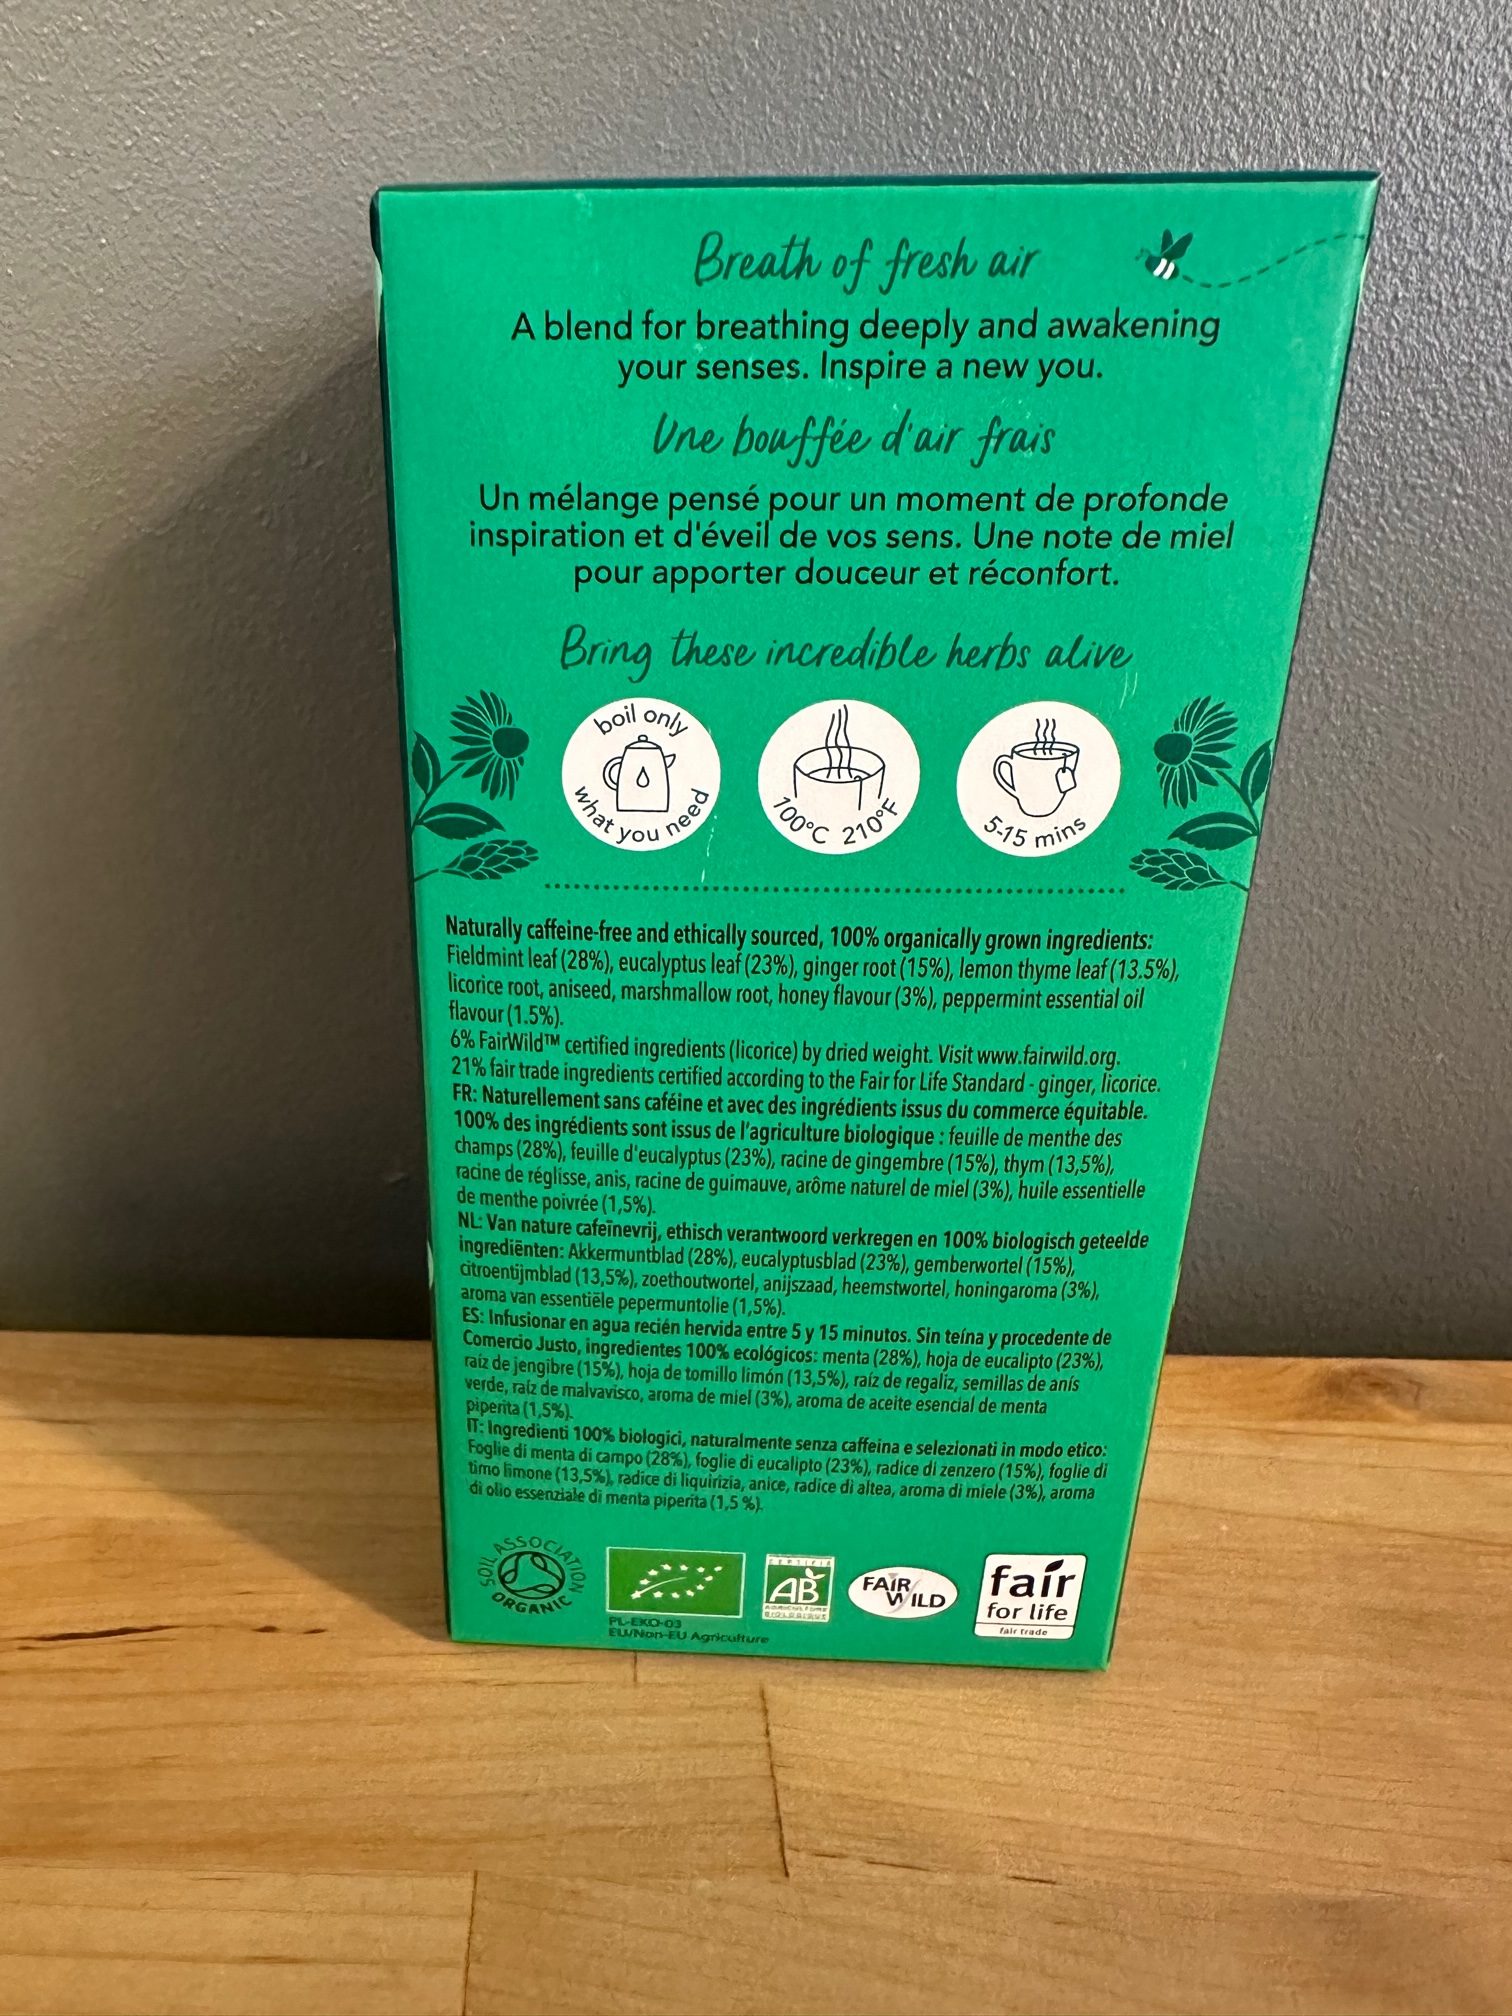 Breath of fresh air
A blend for breathing deeply and awakening
your senses. Inspire a new you.
Une bouffée d'air frais
Un mélange pensé pour un moment de profonde
inspiration et d'éveil de vos sens. Une note de miel
pour apporter douceur et réconfort.
Bring these incredible herbs alive
boil only
what you need
100°C 210°F
5-15 mins
Naturally caffeine-free and ethically sourced, 100% organically grown ingredients:
Fieldmint leaf (28%), eucalyptus leaf (23%), ginger root (15%), lemon thyme leaf (13.5%),
licorice root, aniseed, marshmallow root, honey flavour (3%), peppermint essential oil
flavour (1.5%).
6% FairWild™ certified ingredients (licorice) by dried weight. Visit www.fairwild.org.
21% fair trade ingredients certified according to the Fair for Life Standard - ginger, licorice.
FR: Naturellement sans caféine et avec des ingrédients issus du commerce équitable.
100% des ingrédients sont issus de l'agriculture biologique : feuille de menthe des
champs (28%), feuille d'eucalyptus (23%), racine de gingembre (15%), thym (13,5%),
racine de réglisse, anis, racine de guimauve, arôme naturel de miel (3%), huile essentielle
de menthe poivrée (1,5%).
NL: Van nature cafeïnevrij, ethisch verantwoord verkregen en 100% biologisch geteelde
ingrediënten: Akkermuntblad (28%), eucalyptusblad (23%), gemberwortel (15%),
citroentijmblad (13,5%), zoethoutwortel, anijszaad, heemstwortel, honingaroma (3%),
aroma van essentiële pepermuntolie (1,5%).
ES: Infusionar en agua recién hervida entre 5 y 15 minutos. Sin teína y procedente de
Comercio Justo, ingredientes 100% ecológicos: menta (28%), hoja de eucalipto (23%),
raíz de jengibre (15%), hoja de tomillo limón (13,5%), raíz de regaliz, semillas de anís
verde, raíz de malvavisco, aroma de miel (3%), aroma de aceite esencial de menta
piperita (1,5%).
IT: Ingredienti 100% biologici, naturalmente senza caffeina e selezionati in modo etico:
Foglie di menta di campo (28%), foglie di eucalipto (23%), radice di zenzero (15%), foglie di
timo limone (13,5%), radice di liquirizia, anice, radice di altea, aroma di miele (3%), aroma
di olio essenziale di menta piperita (1,5 %).
SOIL ASSOCIATION
ORGANIC
PL-EKO-03
EU/Non-EU Agriculture
CERTIFIÉ
AB
AGRICULTURE
BIOLOGIQUE
FAIR
WILD
fair
for life
fair trade